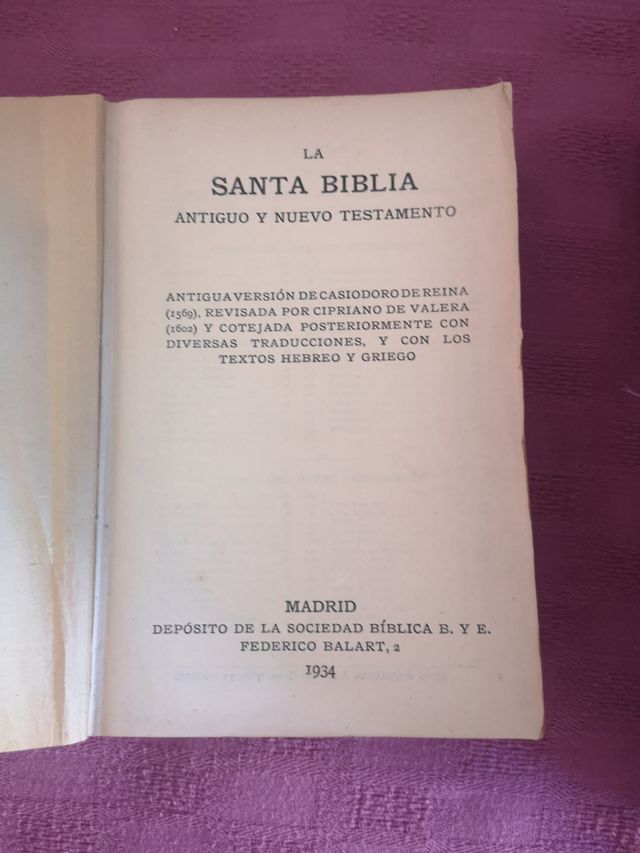 LA
SANTA BIBLIA
ANTIGUO Y NUEVO TESTAMENTO
ANTIGUA VERSIÓN DE CASIODORO DE REINA
(1569), REVISADA POR CIPRIANO DE VALERA
(1602) Y COTEJADA POSTERIORMENTE CON
DIVERSAS TRADUCCIONES, Y CON LOS
TEXTOS HEBREO Y GRIEGO
MADRID
DEPÓSITO DE LA SOCIEDAD BÍBLICA B. Y E.
FEDERICO BALART, 2
1934